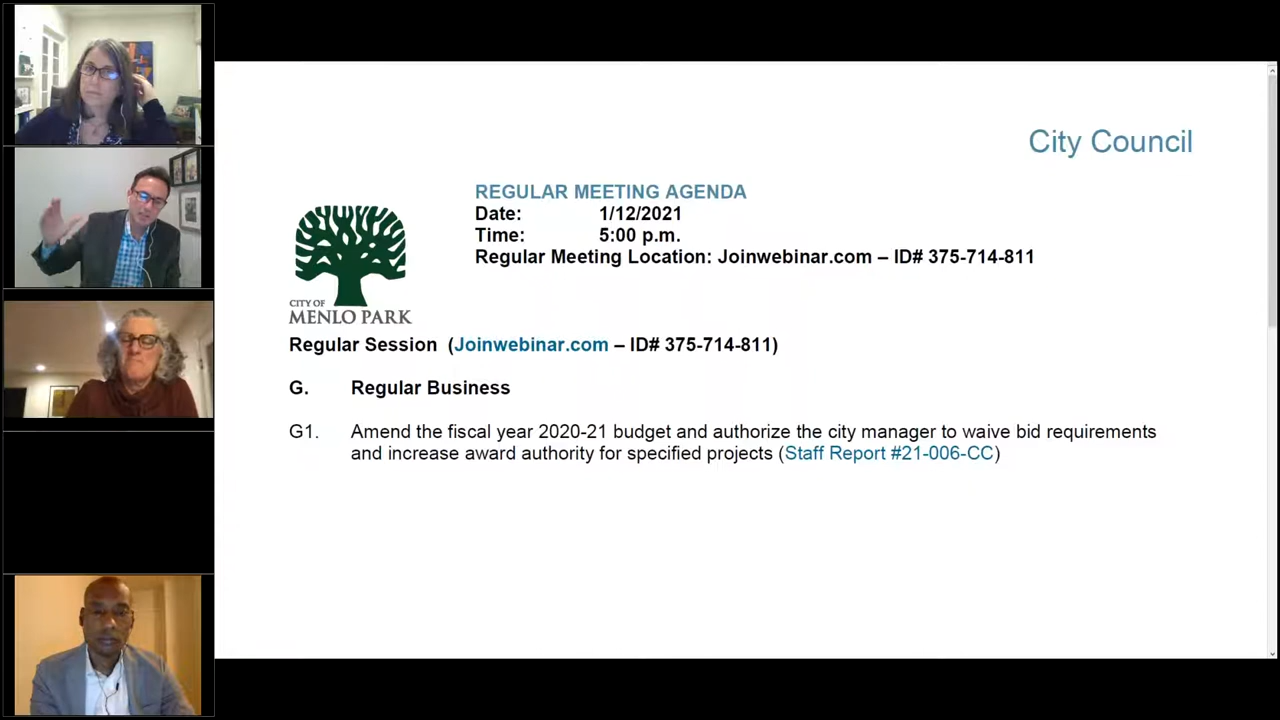 City Council
REGULAR MEETING AGENDA
Date: 1/12/2021
Time: 5:00 p.m.
Regular Meeting Location: Joinwebinar.com – ID# 375-714-811
CITY OF
MENLO PARK
Regular Session (Joinwebinar.com – ID# 375-714-811)
G. Regular Business
G1. Amend the fiscal year 2020-21 budget and authorize the city manager to waive bid requirements
and increase award authority for specified projects (Staff Report #21-006-CC)